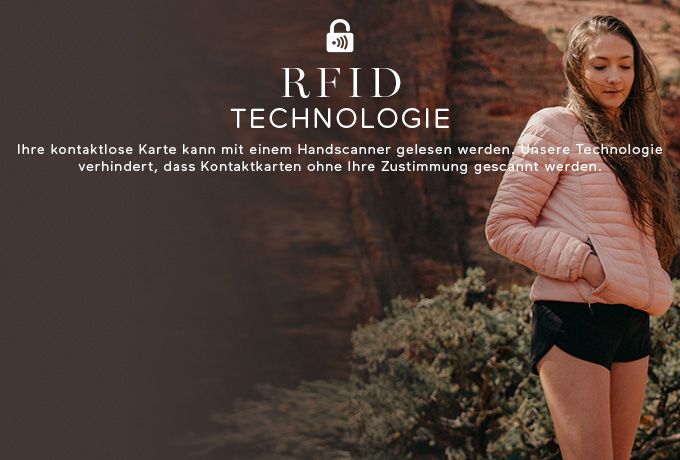 RFID
TECHNOLOGIE
Ihre kontaktlose Karte kann mit einem Handscanner gelesen werden. Unsere Technologie
verhindert, dass Kontaktkarten ohne Ihre Zustimmung gescannt werden.